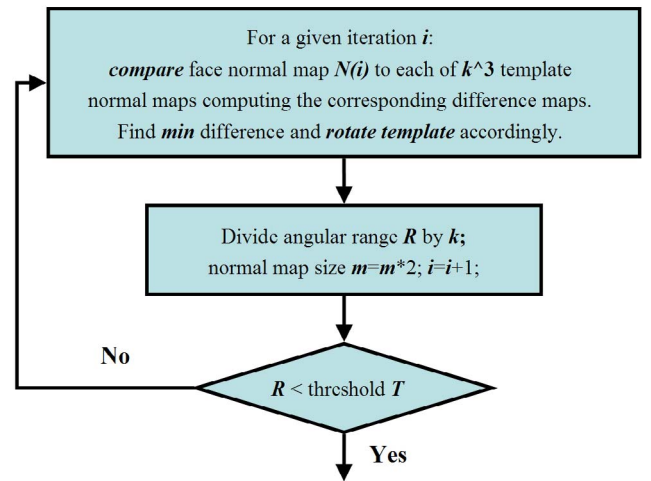 For a given iteration i:
compare face normal map N(i) to each of k^3 template
normal maps computing the corresponding difference maps.
Find min difference and rotate template accordingly.
Divide angular range R by k;
normal map size m=m*2; i=i+1;
No
R < threshold T
Yes